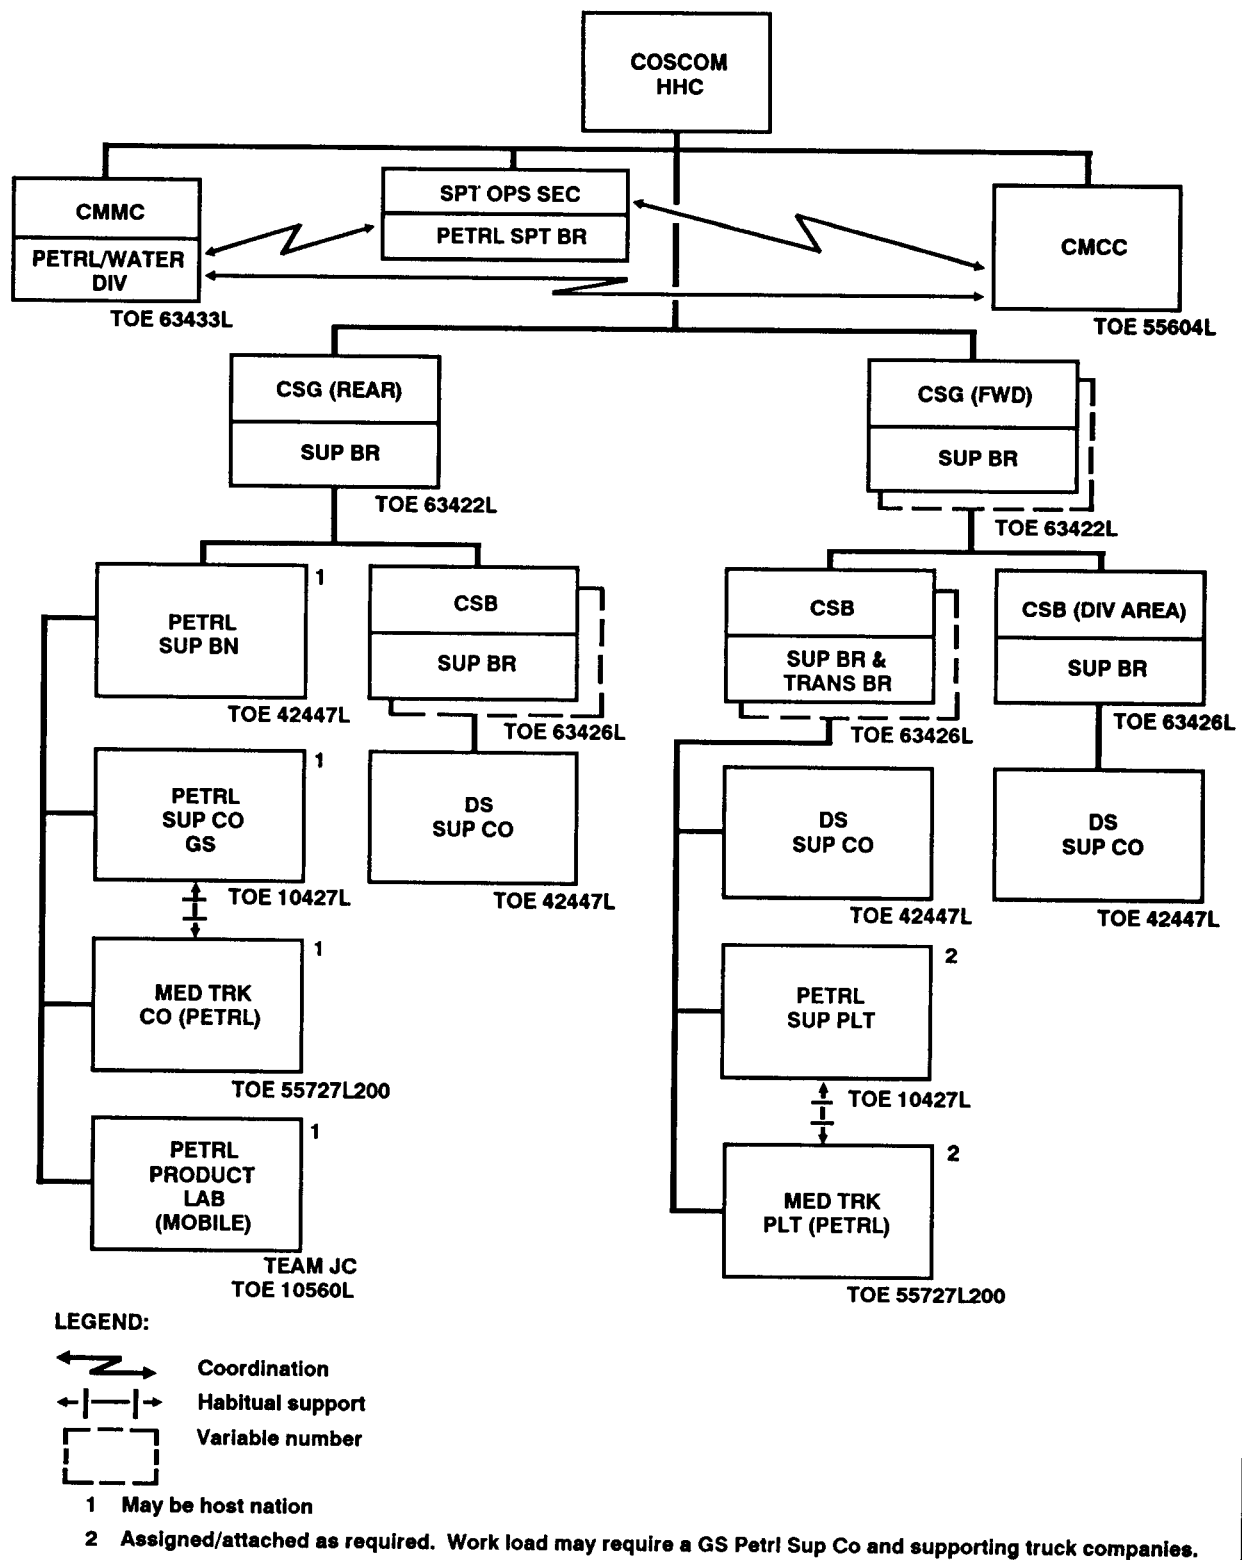 COSCOM
HHC
CMMC
PETRL/WATER
DIV
TOE 63433L
SPT OPS SEC
PETRL SPT BR
CMCC
TOE 55604L
CSG (REAR)
SUP BR
TOE 63422L
CSG (FWD)
SUP BR
TOE 63422L
PETRL
SUP BN
1
TOE 42447L
CSB
SUP BR
TOE 63426L
CSB
SUP BR &
TRANS BR
TOE 63426L
CSB (DIV AREA)
SUP BR
TOE 63426L
PETRL
SUP CO
GS
1
TOE 10427L
DS
SUP CO
TOE 42447L
DS
SUP CO
TOE 42447L
DS
SUP CO
TOE 42447L
MED TRK
CO (PETRL)
1
TOE 55727L200
PETRL
SUP PLT
2
TOE 10427L
PETRL
PRODUCT
LAB
(MOBILE)
1
TEAM JC
TOE 10560L
MED TRK
PLT (PETRL)
2
TOE 55727L200
LEGEND:
Coordination
Habitual support
Variable number
1 May be host nation
2 Assigned/attached as required. Work load may require a GS Petrl Sup Co and supporting truck companies.